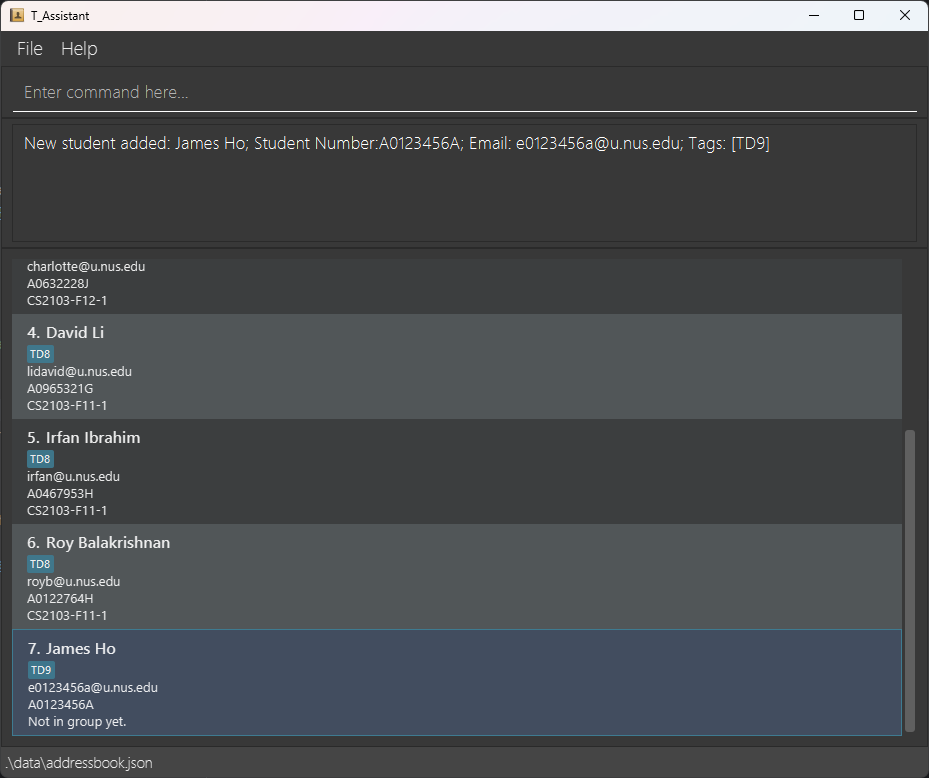 T_Assistant
File Help
Enter command here...
New student added: James Ho; Student Number:A0123456A; Email: e0123456a@u.nus.edu; Tags: [TD9]
charlotte@u.nus.edu
A0632228J
CS2103-F12-1
4. David Li
TD8
lidavid@u.nus.edu
A0965321G
CS2103-F11-1
5. Irfan Ibrahim
TD8
irfan@u.nus.edu
A0467953H
CS2103-F11-1
6. Roy Balakrishnan
TD8
royb@u.nus.edu
A0122764H
CS2103-F11-1
7. James Ho
TD9
e0123456a@u.nus.edu
A0123456A
Not in group yet.
.\data\addressbook.json